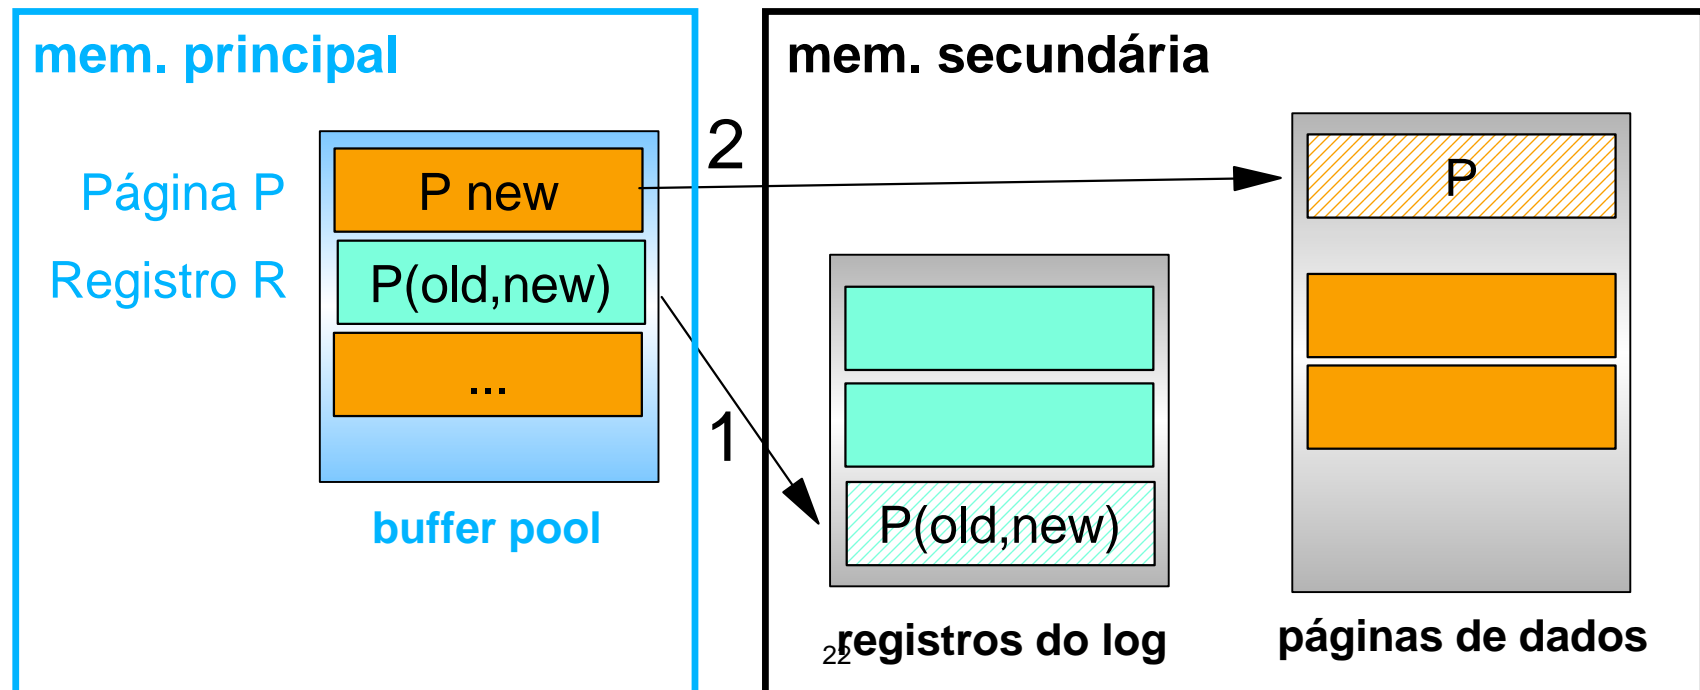 mem. principal
mem. secundária
Página P
P new
2
P
Registro R
P(old,new)
...
1
P(old,new)
buffer pool
registros do log
22
páginas de dados